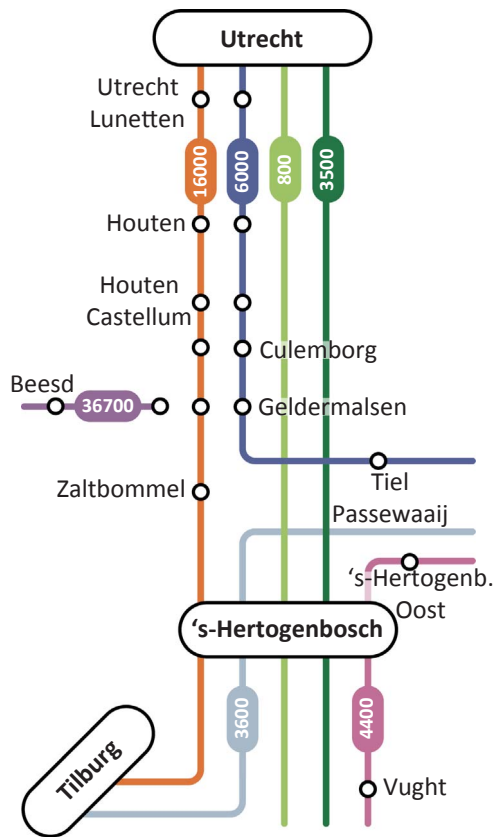 Utrecht
Utrecht
Lunetten
16000
6000
800
3500
Houten
Houten
Castellum
Culemborg
Beesd
36700
Geldermalsen
Zaltbommel
Tiel
Passewaaij
‘s-Hertogenb.
Oost
‘s-Hertogenbosch
3600
4400
Tilburg
Vught